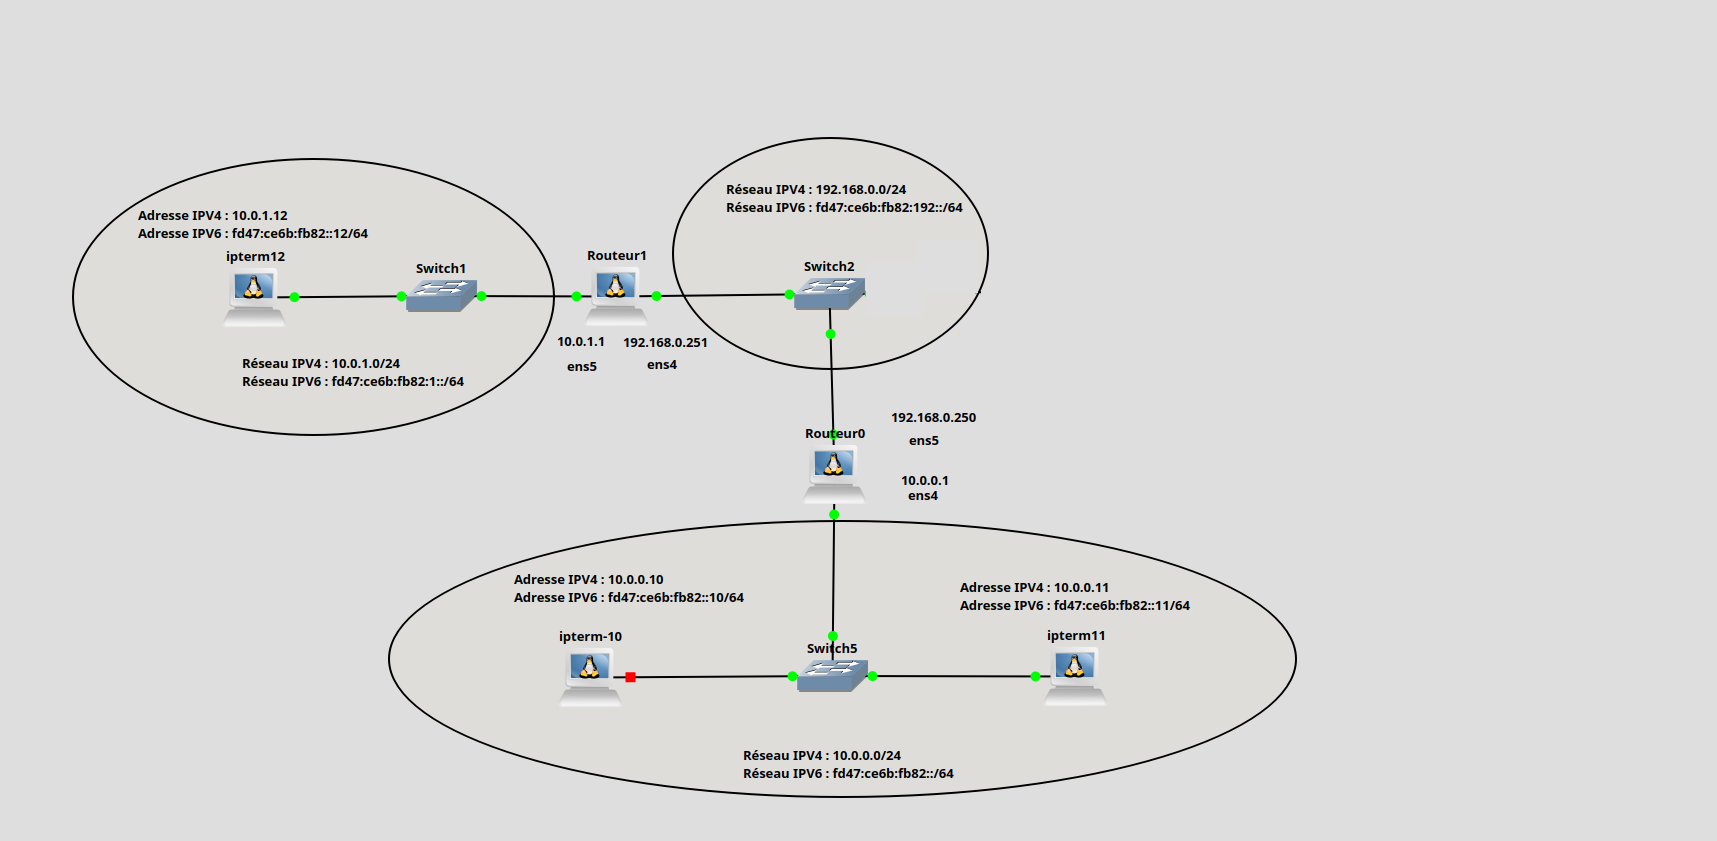 Réseau IPV4 : 192.168.0.0/24
Réseau IPV6 : fd47:ce6b:fb82:192::/64
Adresse IPV4 : 10.0.1.12
Adresse IPV6 : fd47:ce6b:fb82::12/64
ipterm12
Switch1
Routeur1
Switch2
10.0.1.1
192.168.0.251
ens5
ens4
Réseau IPV4 : 10.0.1.0/24
Réseau IPV6 : fd47:ce6b:fb82:1::/64
192.168.0.250
Routeur0
ens5
10.0.0.1
ens4
Adresse IPV4 : 10.0.0.10
Adresse IPV6 : fd47:ce6b:fb82::10/64
Adresse IPV4 : 10.0.0.11
Adresse IPV6 : fd47:ce6b:fb82::11/64
ipterm-10
Switch5
ipterm11
Réseau IPV4 : 10.0.0.0/24
Réseau IPV6 : fd47:ce6b:fb82::/64